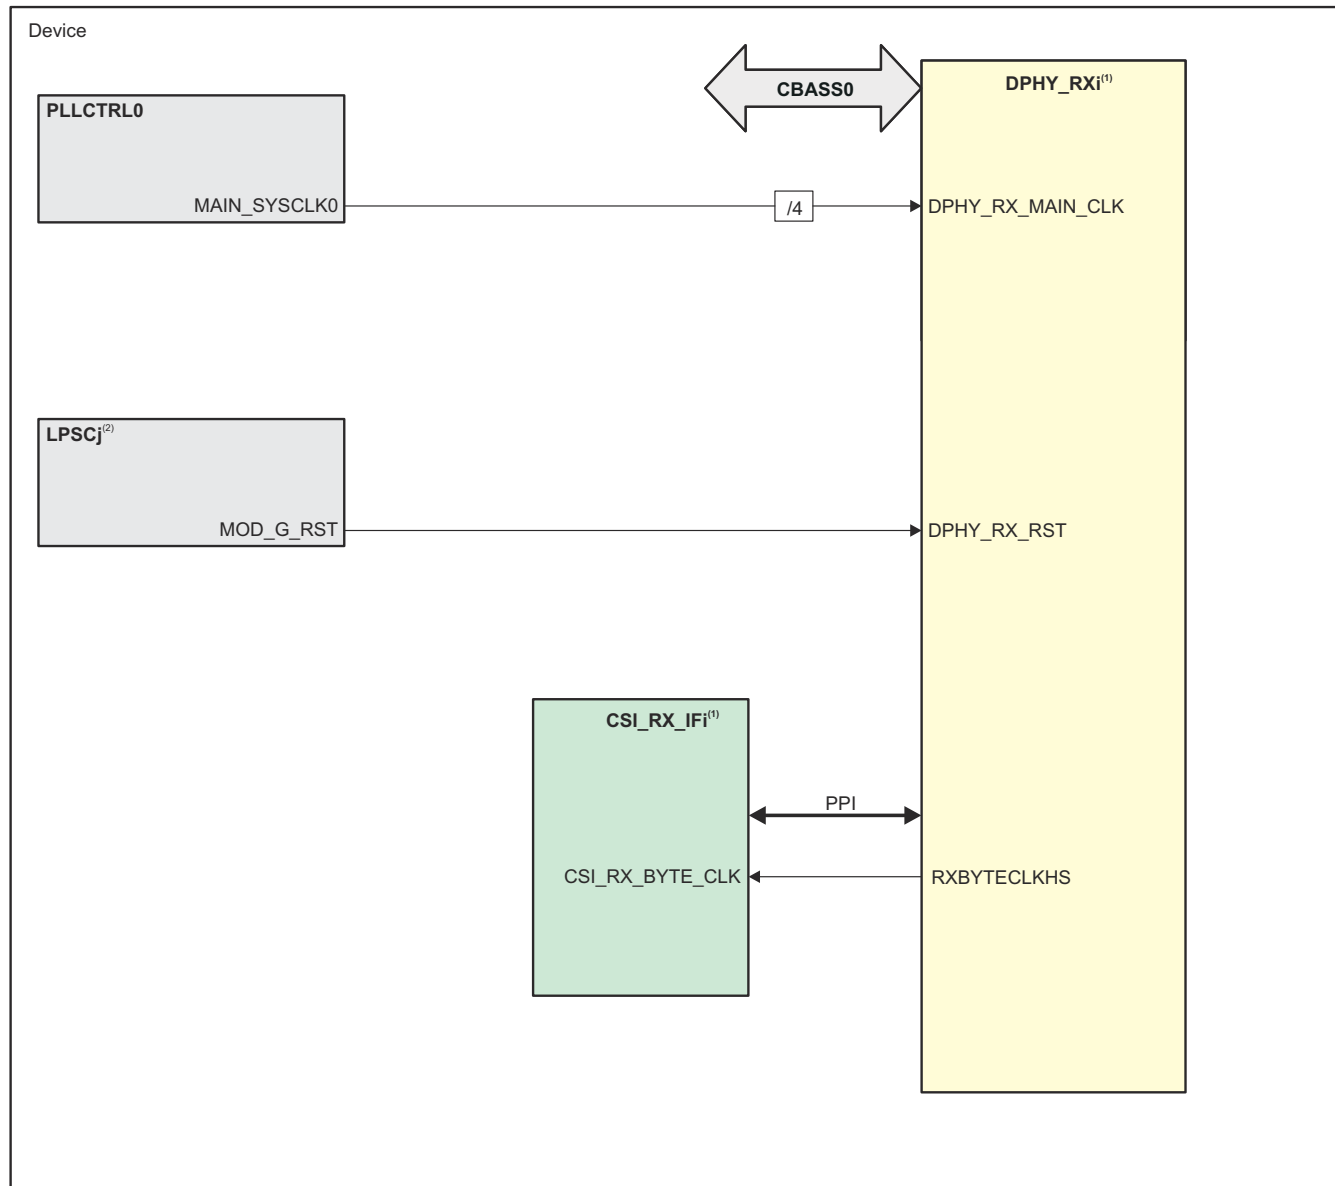 Device
CBASS0
DPHY_RXi(1)
PLLCTRL0
MAIN_SYSCLK0
/4
DPHY_RX_MAIN_CLK
LPSCj(2)
MOD_G_RST
DPHY_RX_RST
CSI_RX_IFi(1)
PPI
CSI_RX_BYTE_CLK
RXBYTECLKHS